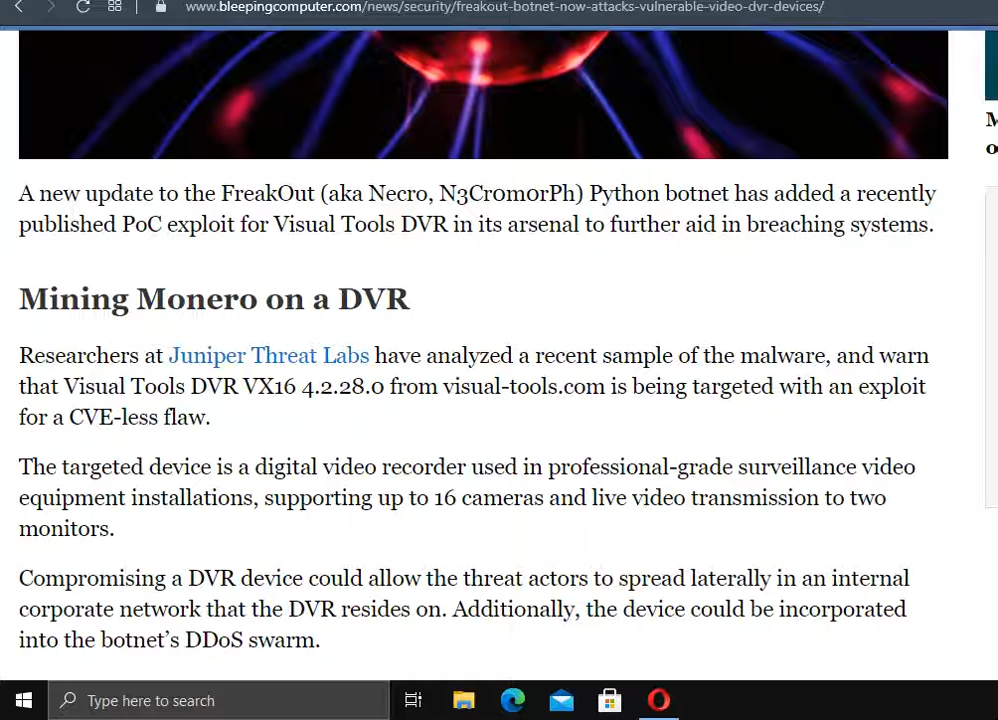 www.bleepingcomputer.com/news/security/freakout-botnet-now-attacks-vulnerable-video-dvr-devices/
A new update to the FreakOut (aka Necro, N3CromorPh) Python botnet has added a recently
published PoC exploit for Visual Tools DVR in its arsenal to further aid in breaching systems.
Mining Monero on a DVR
Researchers at Juniper Threat Labs have analyzed a recent sample of the malware, and warn
that Visual Tools DVR VX16 4.2.28.0 from visual-tools.com is being targeted with an exploit
for a CVE-less flaw.
The targeted device is a digital video recorder used in professional-grade surveillance video
equipment installations, supporting up to 16 cameras and live video transmission to two
monitors.
Compromising a DVR device could allow the threat actors to spread laterally in an internal
corporate network that the DVR resides on. Additionally, the device could be incorporated
into the botnet's DDoS swarm.
Type here to search